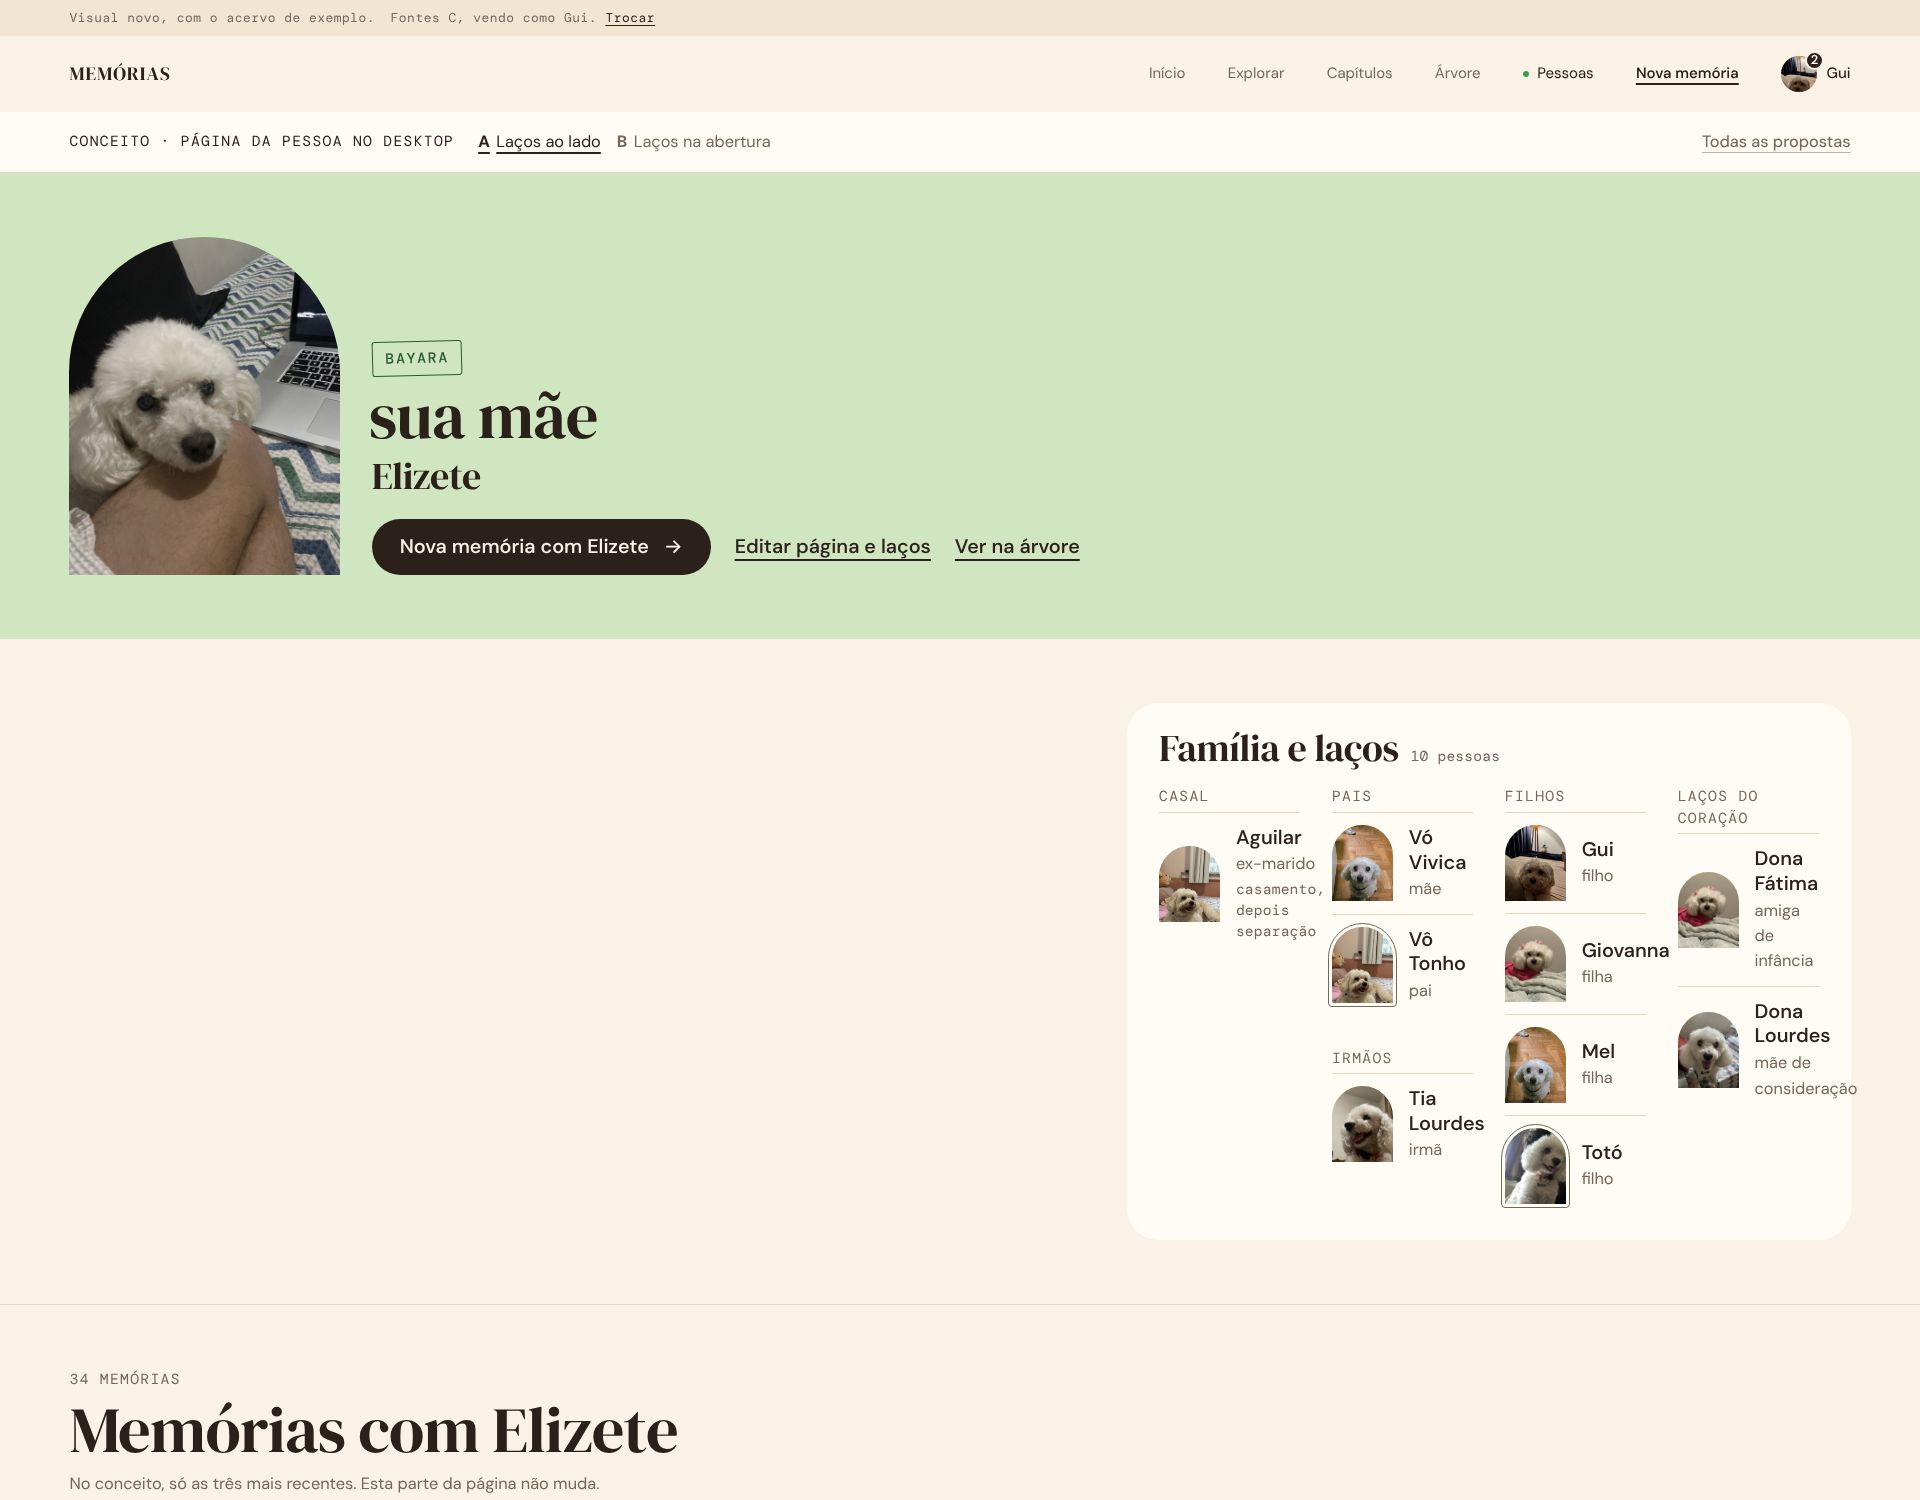 Visual novo, com o acervo de exemplo. Fontes C, vendo como Gui. Trocar
MEMÓRIAS
Início
Explorar
Capítulos
Árvore
Pessoas
Nova memória
2
Gui
CONCEITO · PÁGINA DA PESSOA NO DESKTOP
A Laços ao lado
B Laços na abertura
Todas as propostas
BAYARA
sua mãe
Elizete
Nova memória com Elizete →
Editar página e laços
Ver na árvore
Família e laços 10 pessoas
CASAL
Aguilar
ex-marido
casamento,
depois
separação
PAIS
Vó
Vivica
mãe
Vô
Tonho
pai
IRMÃOS
Tia
Lourdes
irmã
FILHOS
Gui
filho
Giovanna
filha
Mel
filha
Totó
filho
LAÇOS DO
CORAÇÃO
Dona
Fátima
amiga
de
infância
Dona
Lourdes
mãe de
consideração
34 MEMÓRIAS
Memórias com Elizete
No conceito, só as três mais recentes. Esta parte da página não muda.